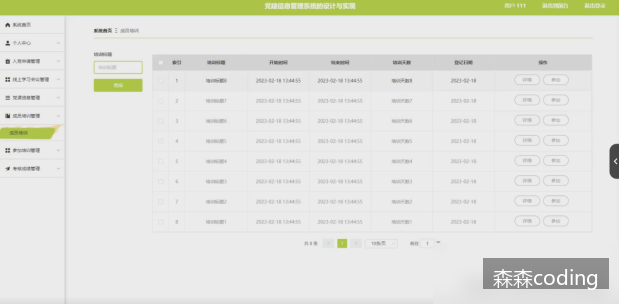 党建信息管理系统的设计与实现
系统首页
个人中心
入党申请管理
线上学习会议管理
党课信息管理
成员培训管理
成员培训
参加培训管理
考核成绩管理
系统首页 成员培训
培训标题
培训标题
查询
索引 培训标题 开始时间 结束时间 培训天数 登记日期 操作
1 培训标题8 2023-02-18 13:44:55 2023-02-18 13:44:55 培训天数8 2023-02-18 详情 参加
2 培训标题7 2023-02-18 13:44:55 2023-02-18 13:44:55 培训天数7 2023-02-18 详情 参加
3 培训标题6 2023-02-18 13:44:55 2023-02-18 13:44:55 培训天数6 2023-02-18 详情 参加
4 培训标题5 2023-02-18 13:44:55 2023-02-18 13:44:55 培训天数5 2023-02-18 详情 参加
5 培训标题4 2023-02-18 13:44:55 2023-02-18 13:44:55 培训天数4 2023-02-18 详情 参加
6 培训标题3 2023-02-18 13:44:55 2023-02-18 13:44:55 培训天数3 2023-02-18 详情 参加
7 培训标题2 2023-02-18 13:44:55 2023-02-18 13:44:55 培训天数2 2023-02-18 详情 参加
8 培训标题1 2023-02-18 13:44:55 2023-02-18 13:44:55 培训天数1 2023-02-18 详情 参加
共 8 条 1 10条/页 前往 1
森森coding